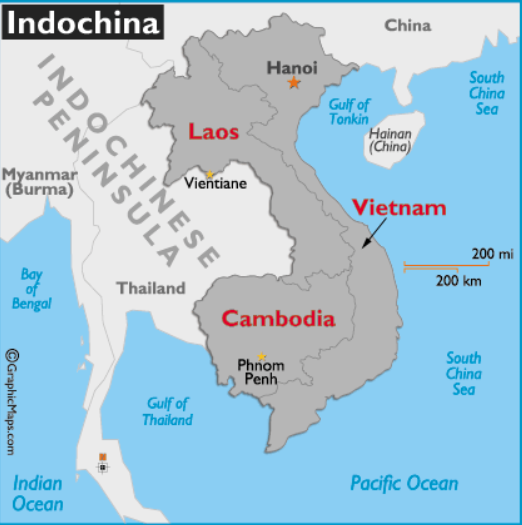 Indochina
China
INDOCHINESE
PENINSULA
Hanoi
South
China
Sea
Gulf of
Tonkin
Laos
Hainan
(China)
Myanmar
(Burma)
Vientiane
Vietnam
200 mi
200 km
Bay
of
Bengal
Thailand
Cambodia
Phnom
Penh
South
China
Sea
©GraphicMaps.com
Gulf of
Thailand
Indian
Ocean
Pacific Ocean